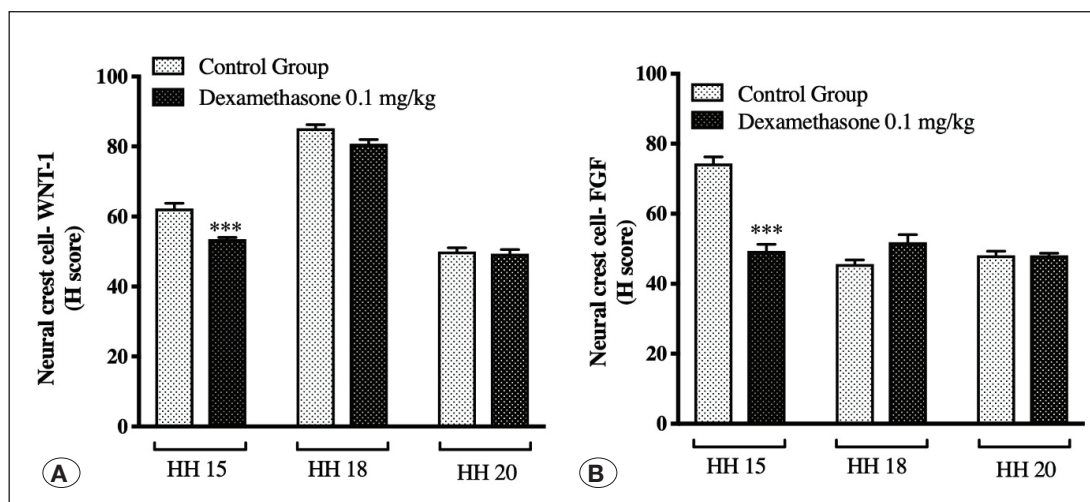 Control Group
Dexamethasone 0.1 mg/kg
Neural crest cell- WNT-1
(H score)
100
80
60
40
20
0
***
HH 15
HH 18
HH 20
A
Control Group
Dexamethasone 0.1 mg/kg
Neural crest cell- FGF
(H score)
100
80
60
40
20
0
***
HH 15
HH 18
HH 20
B